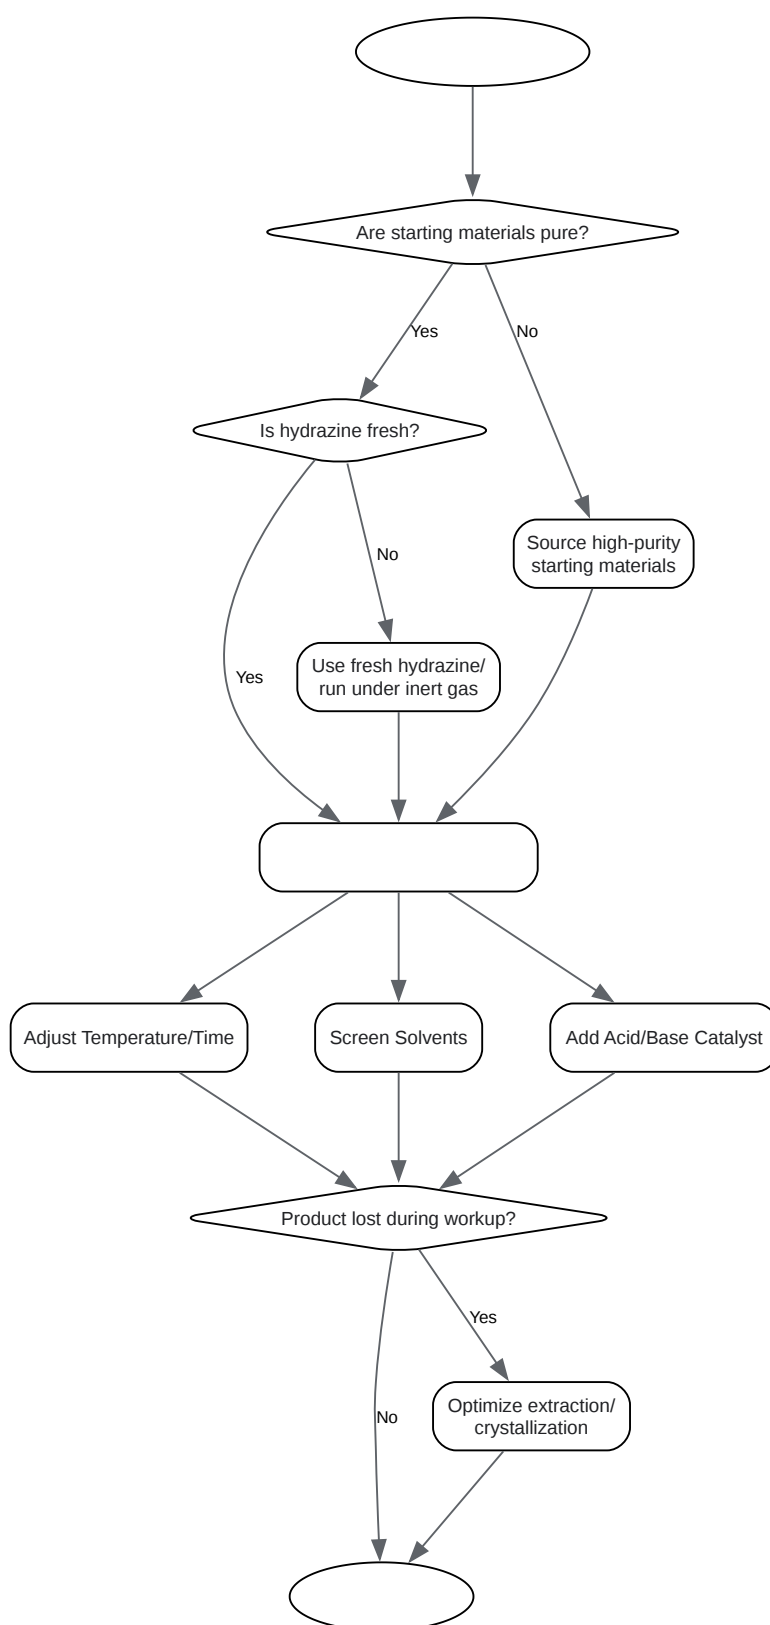 Are starting materials pure?
Yes
No
Is hydrazine fresh?
No
Source high-purity
starting materials
Yes
Use fresh hydrazine/
run under inert gas
Adjust Temperature/Time
Screen Solvents
Add Acid/Base Catalyst
Product lost during workup?
Yes
No
Optimize extraction/
crystallization